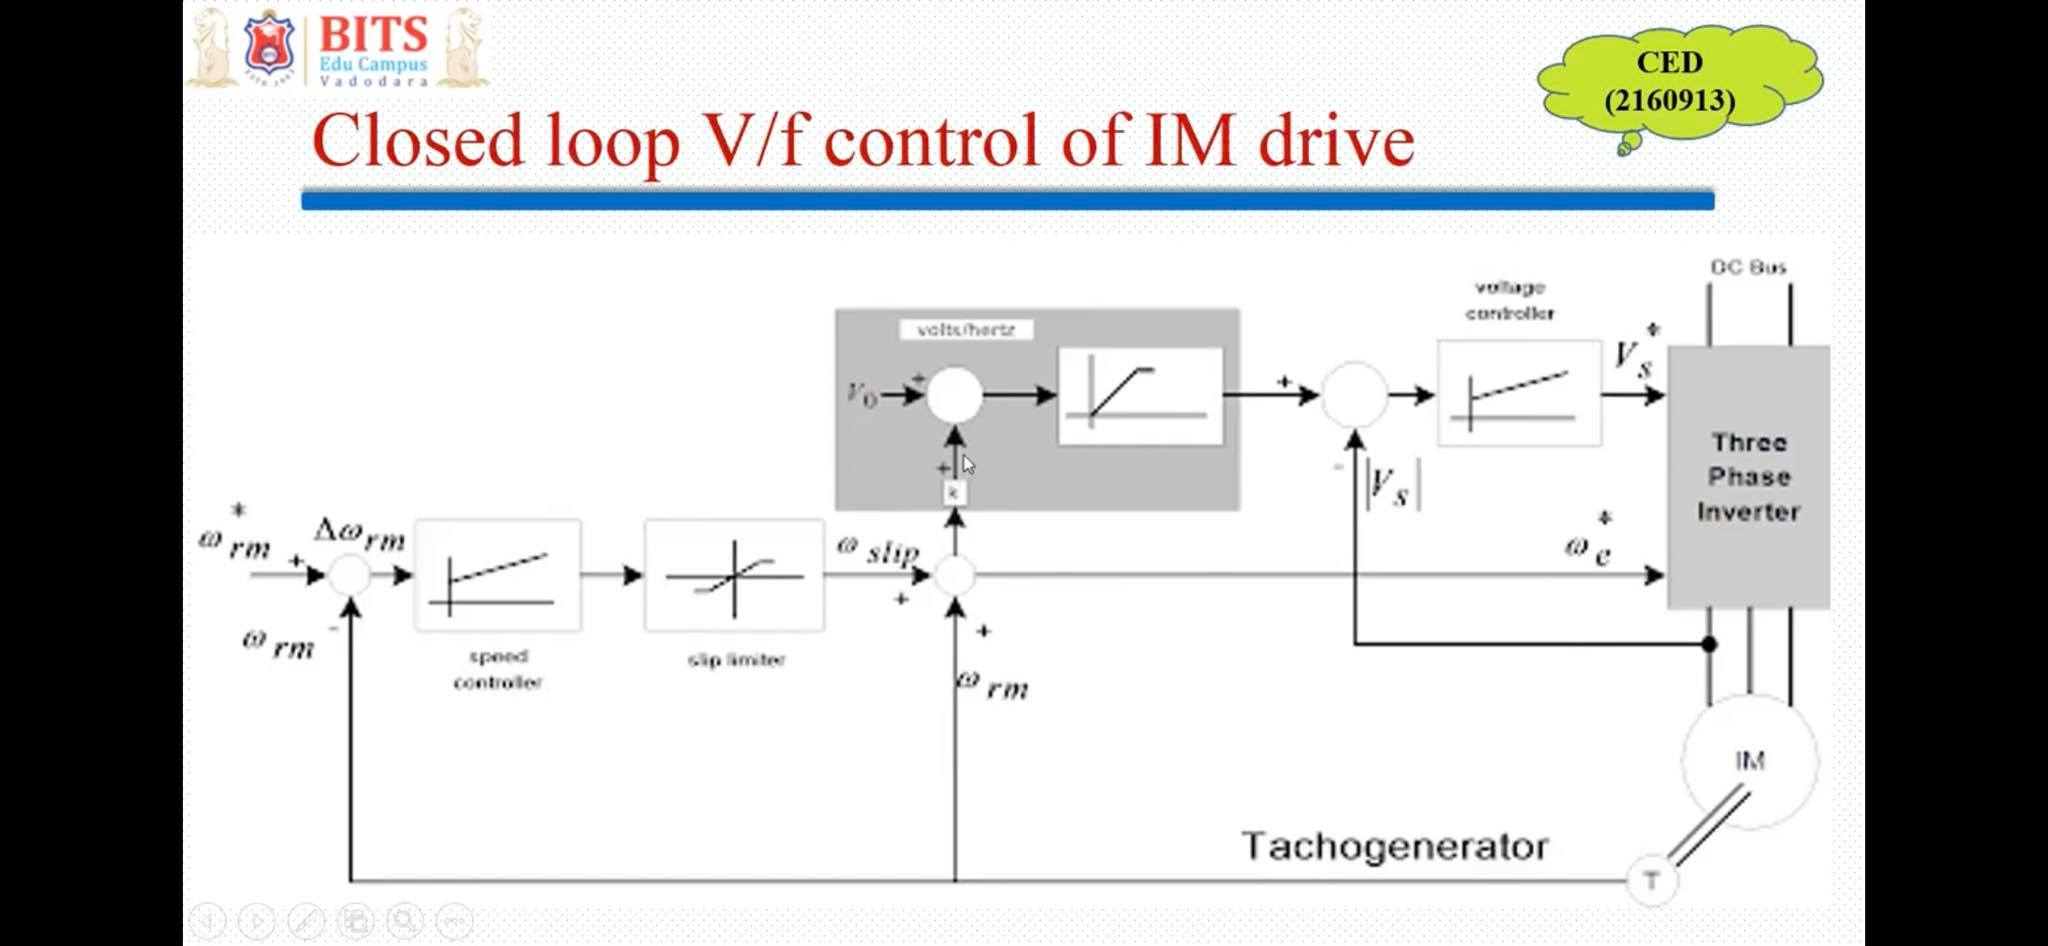 BITS
Edu Campus
Vadodara
CED
(2160913)
Closed loop V/f control of IM drive
DC Bus
voltage
controller
volts/hertz
V₀
+
+
k
+
-
|Vₛ|
Vₛ*
Three
Phase
Inverter
ωₑ*
ω*rm
+
Δωrm
ωrm
-
speed
controller
slip limiter
ω slip
+
+
ωrm
IM
Tachogenerator
T